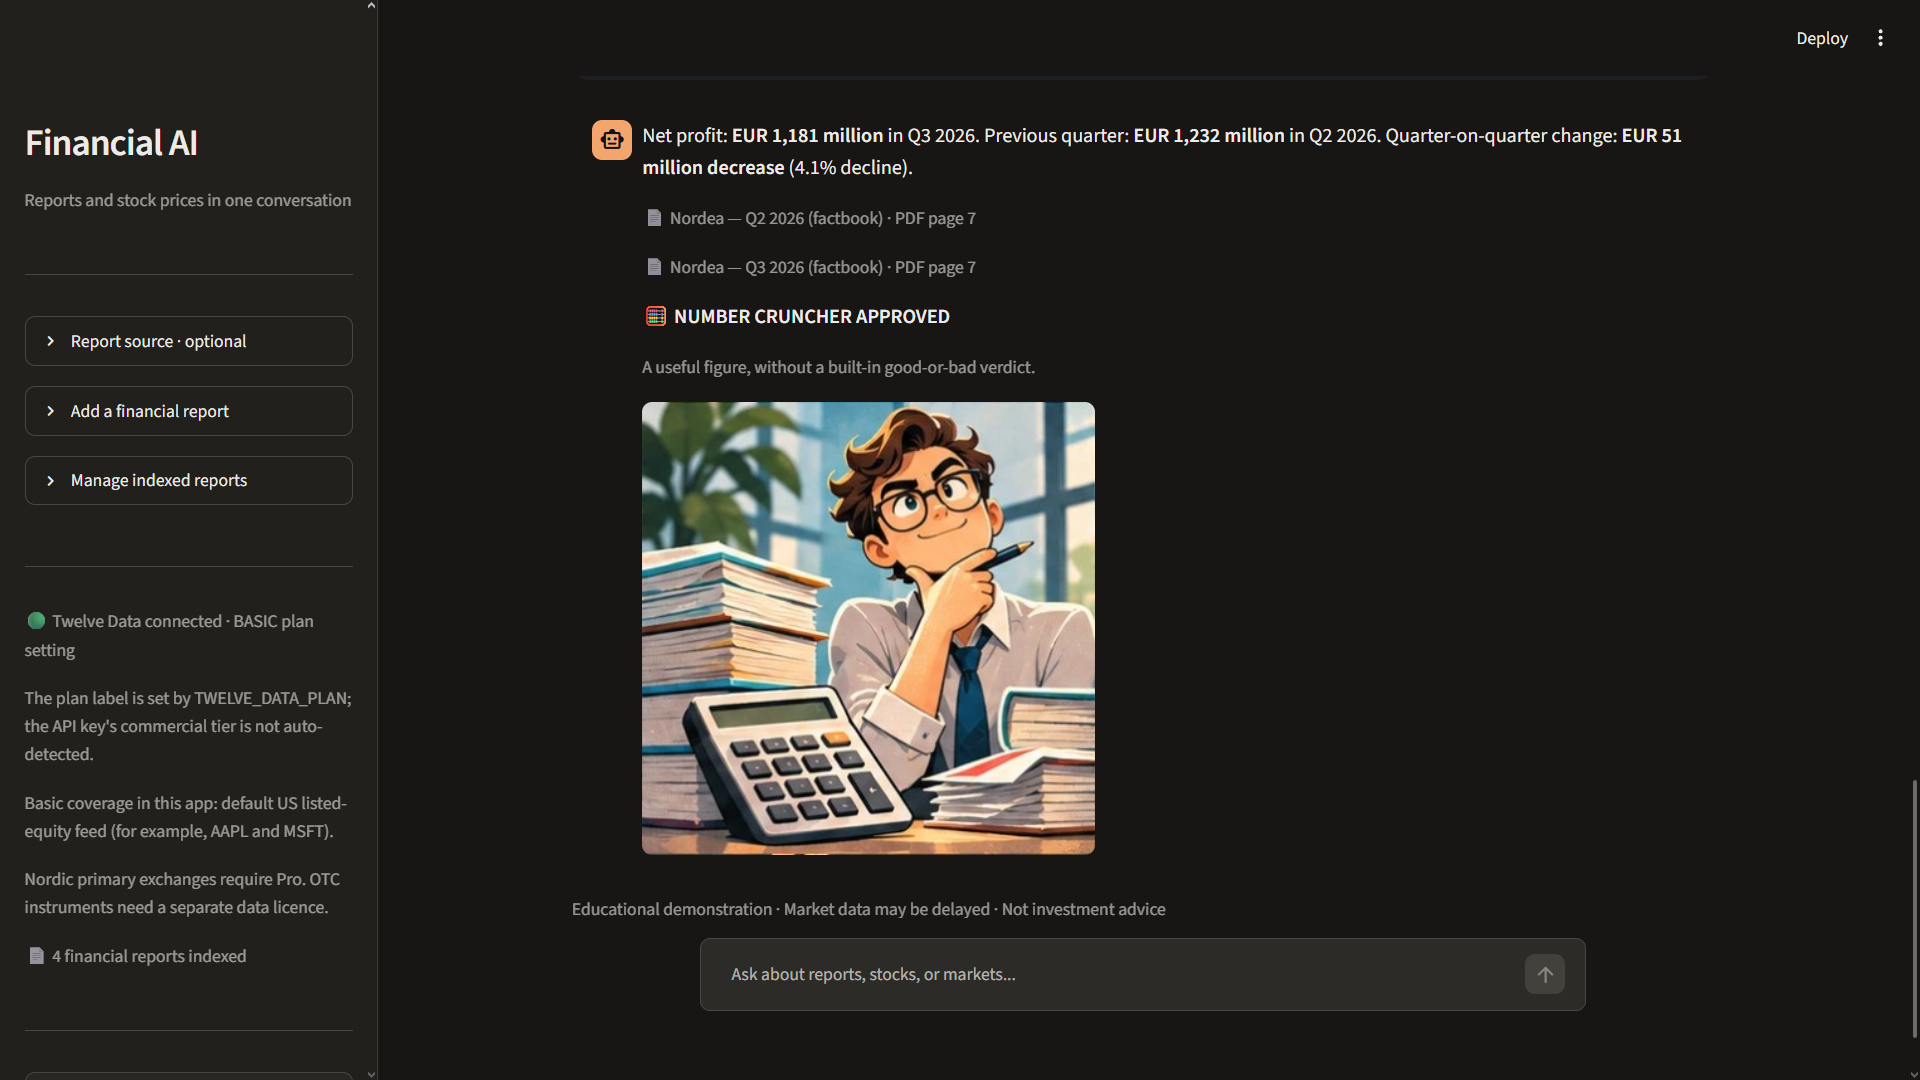 Deploy
Financial AI
Reports and stock prices in one conversation
Report source · optional
Add a financial report
Manage indexed reports
Twelve Data connected · BASIC plan
setting
The plan label is set by TWELVE_DATA_PLAN;
the API key's commercial tier is not auto-
detected.
Basic coverage in this app: default US listed-
equity feed (for example, AAPL and MSFT).
Nordic primary exchanges require Pro. OTC
instruments need a separate data licence.
4 financial reports indexed
Net profit: EUR 1,181 million in Q3 2026. Previous quarter: EUR 1,232 million in Q2 2026. Quarter-on-quarter change: EUR 51
million decrease (4.1% decline).
Nordea — Q2 2026 (factbook) · PDF page 7
Nordea — Q3 2026 (factbook) · PDF page 7
NUMBER CRUNCHER APPROVED
A useful figure, without a built-in good-or-bad verdict.
Educational demonstration · Market data may be delayed · Not investment advice
Ask about reports, stocks, or markets...